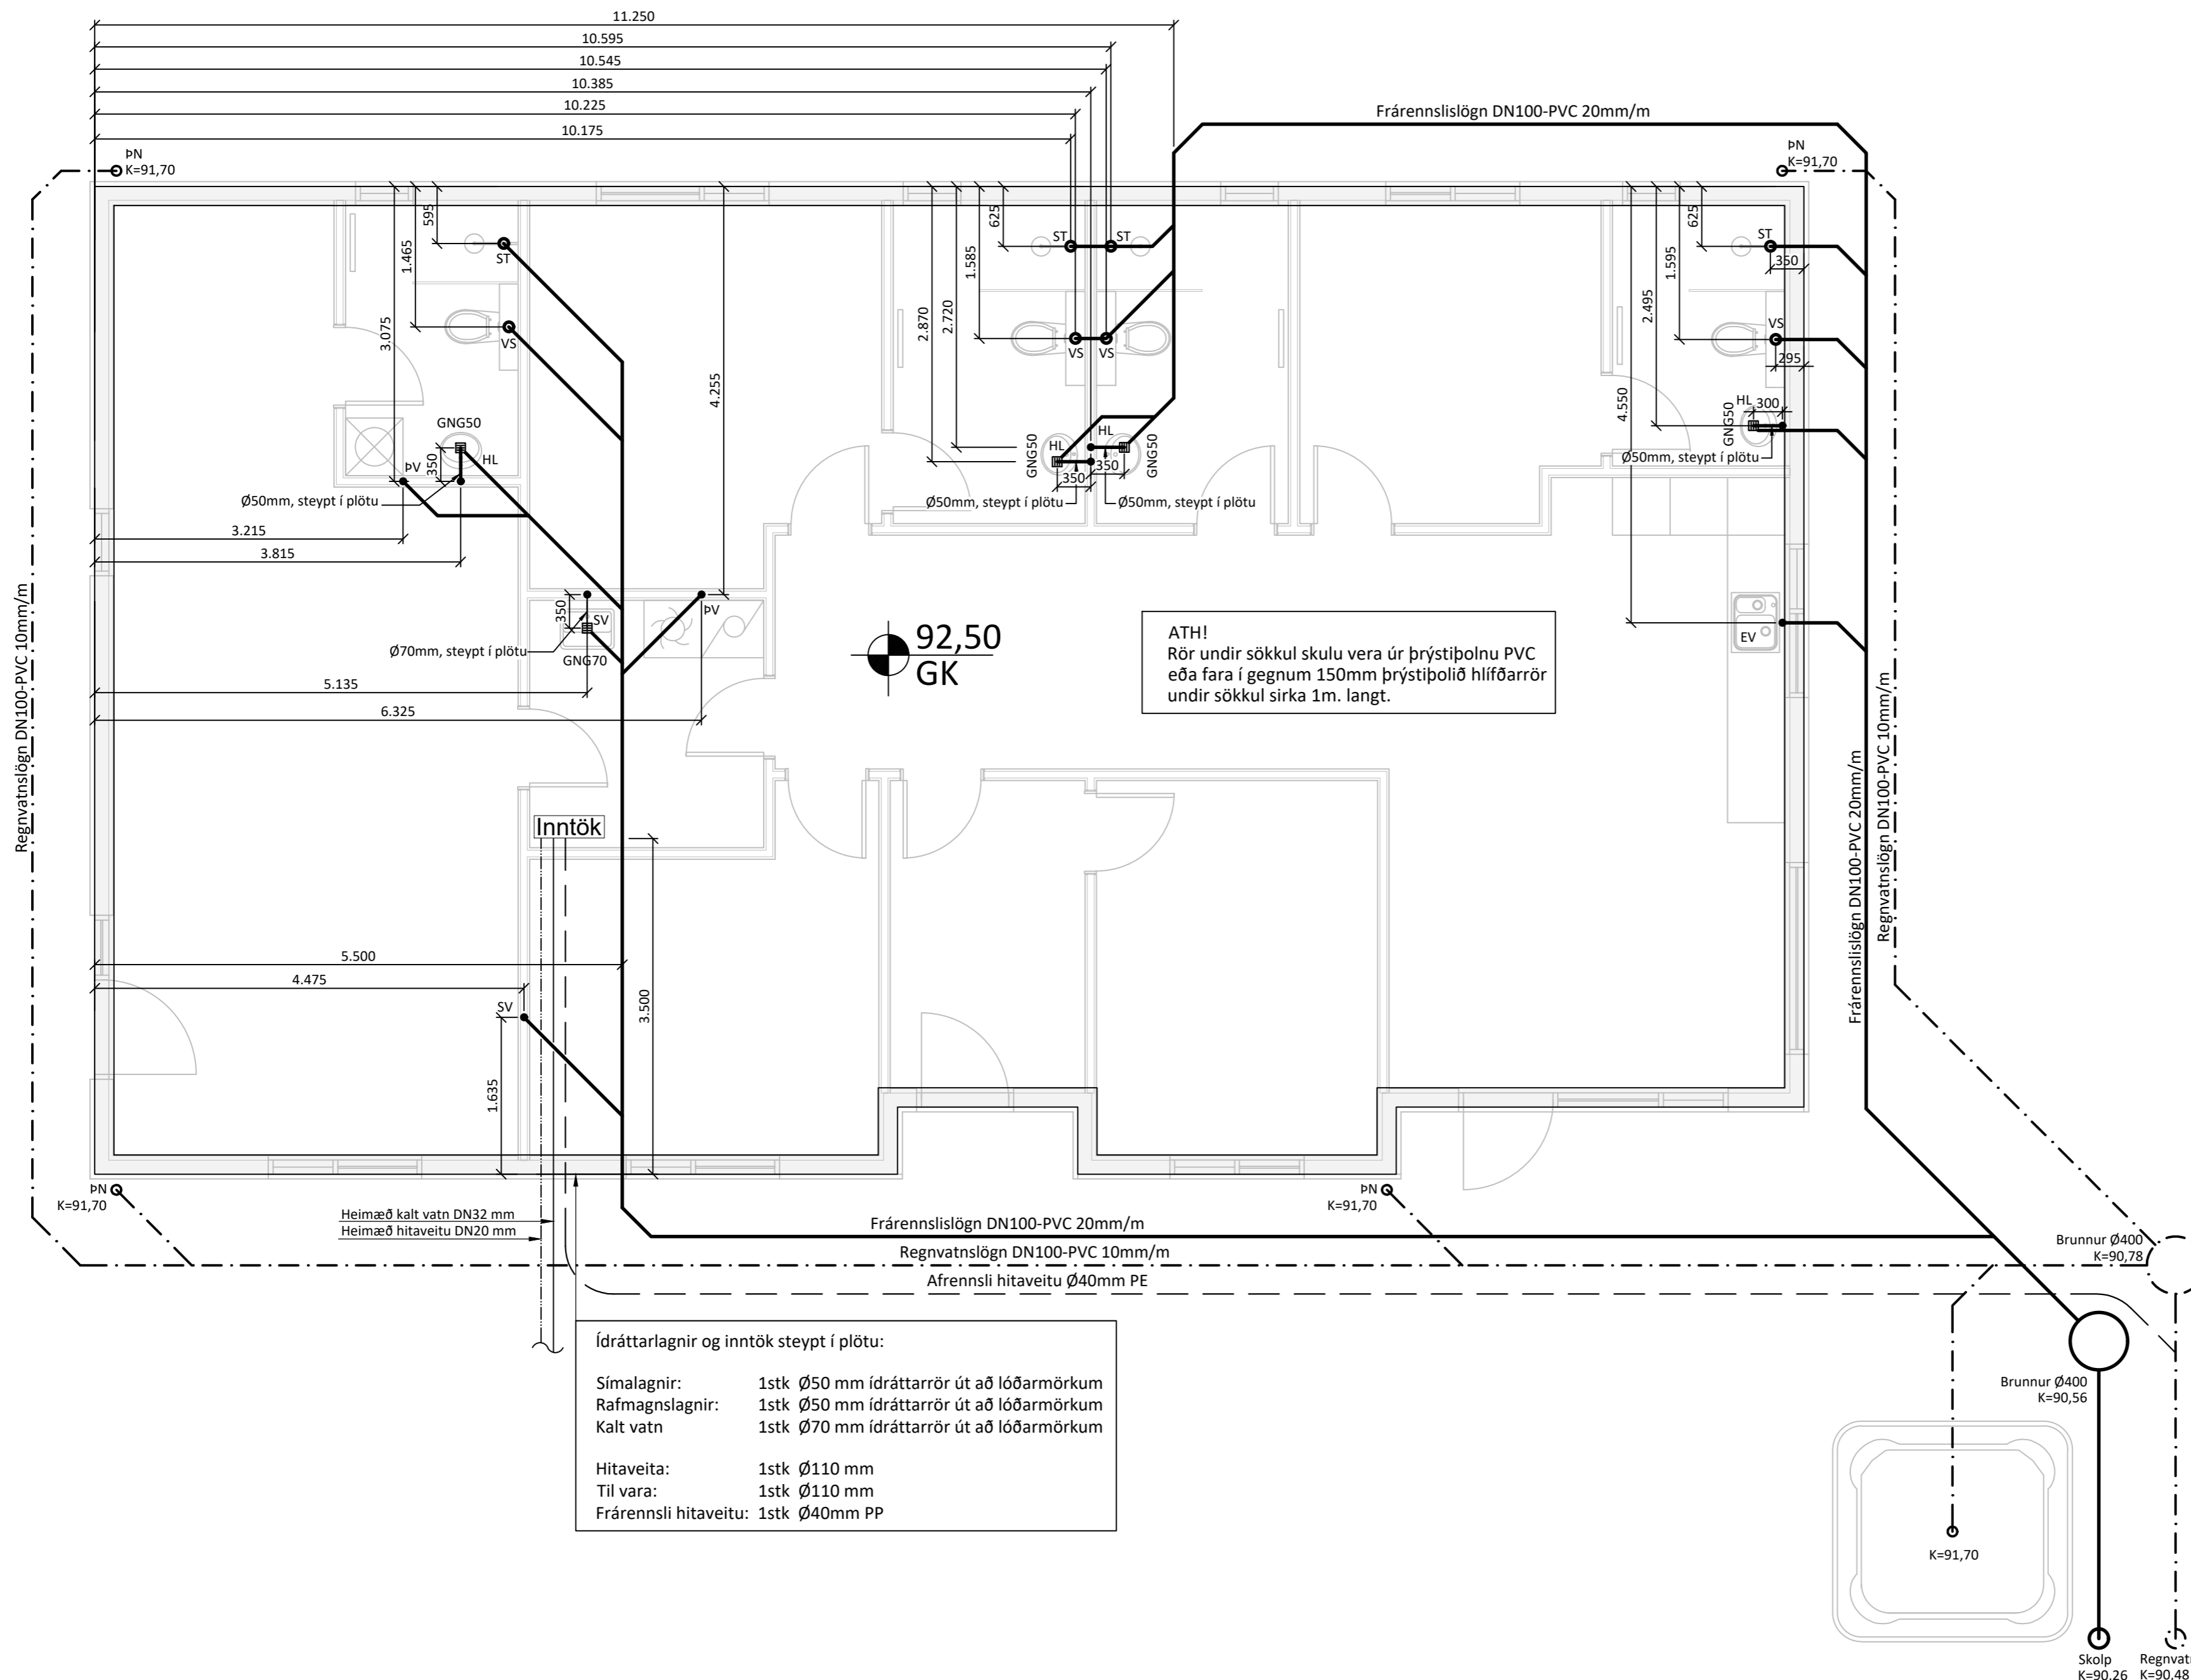 11.250
10.595
10.545
10.385
10.225
10.175
Frárennslislögn DN100-PVC 20mm/m
ÞN
K=91,70
ÞN
K=91,70
595
1.465
3.075
4.255
625
1.585
2.720
2.870
625
1.595
2.495
4.550
ST
VS
ST
ST
VS
VS
ST
350
VS
295
GNG50
HL
350
ÞV
Ø50mm, steypt í plötu
3.215
3.815
GNG50
HL
HL
GNG50
350
350
Ø50mm, steypt í plötu
Ø50mm, steypt í plötu
GNG50
HL
300
Ø50mm, steypt í plötu
350
SV
GNG70
ÞV
Ø70mm, steypt í plötu
5.135
6.325
92,50
GK
ATH!
Rör undir sökkul skulu vera úr þrýstiþolnu PVC
eða fara í gegnum 150mm þrýstiþolið hlífðarrör
undir sökkul sirka 1m. langt.
EV
Regnvatnslögn DN100-PVC 10mm/m
Frárennslislögn DN100-PVC 20mm/m
Regnvatnslögn DN100-PVC 10mm/m
Inntök
5.500
4.475
SV
1.635
3.500
ÞN
K=91,70
ÞN
K=91,70
Heimæð kalt vatn DN32 mm
Heimæð hitaveitu DN20 mm
Frárennslislögn DN100-PVC 20mm/m
Regnvatnslögn DN100-PVC 10mm/m
Afrennsli hitaveitu Ø40mm PE
Brunnur Ø400
K=90,78
Brunnur Ø400
K=90,56
Ídráttarlagnir og inntök steypt í plötu:
Símalagnir: 1stk Ø50 mm ídráttarrör út að lóðarmörkum
Rafmagnslagnir: 1stk Ø50 mm ídráttarrör út að lóðarmörkum
Kalt vatn 1stk Ø70 mm ídráttarrör út að lóðarmörkum
Hitaveita: 1stk Ø110 mm
Til vara: 1stk Ø110 mm
Frárennsli hitaveitu: 1stk Ø40mm PP
K=91,70
Skolp
K=90,26
K=90,48